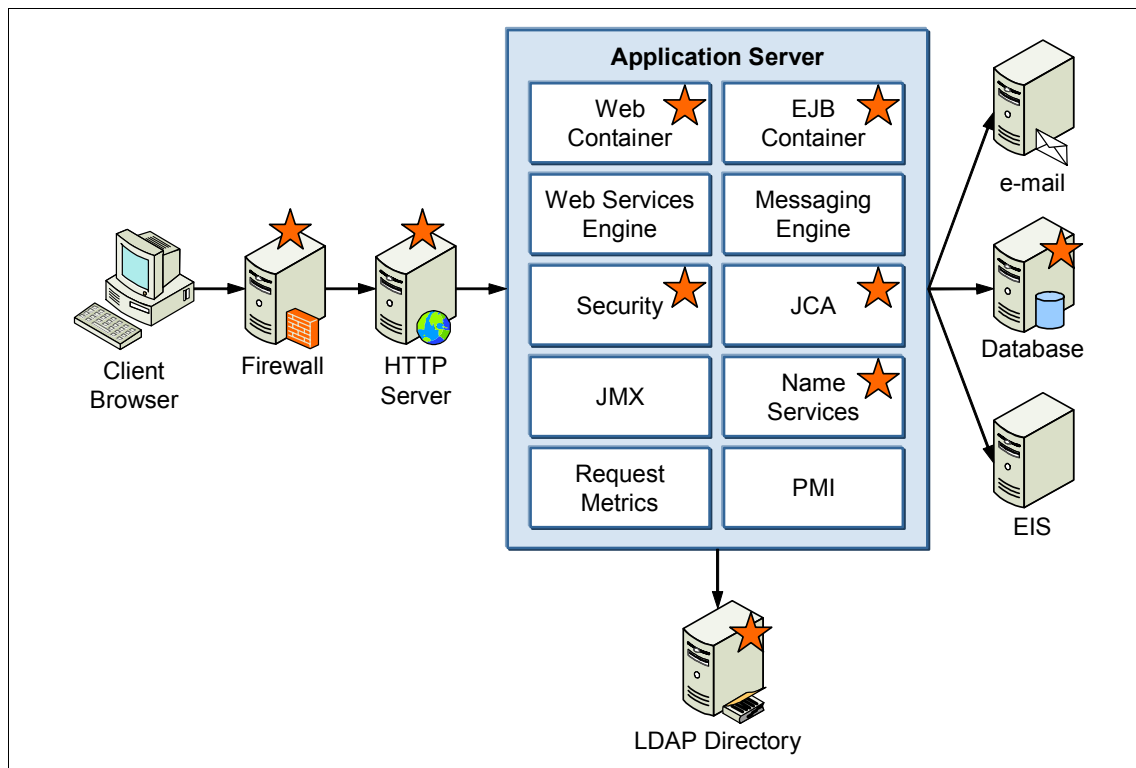 Application Server
Web
Container
EJB
Container
Web Services
Engine
Messaging
Engine
Security
JCA
JMX
Name
Services
Request
Metrics
PMI
Client
Browser
Firewall
HTTP
Server
e-mail
Database
EIS
LDAP Directory